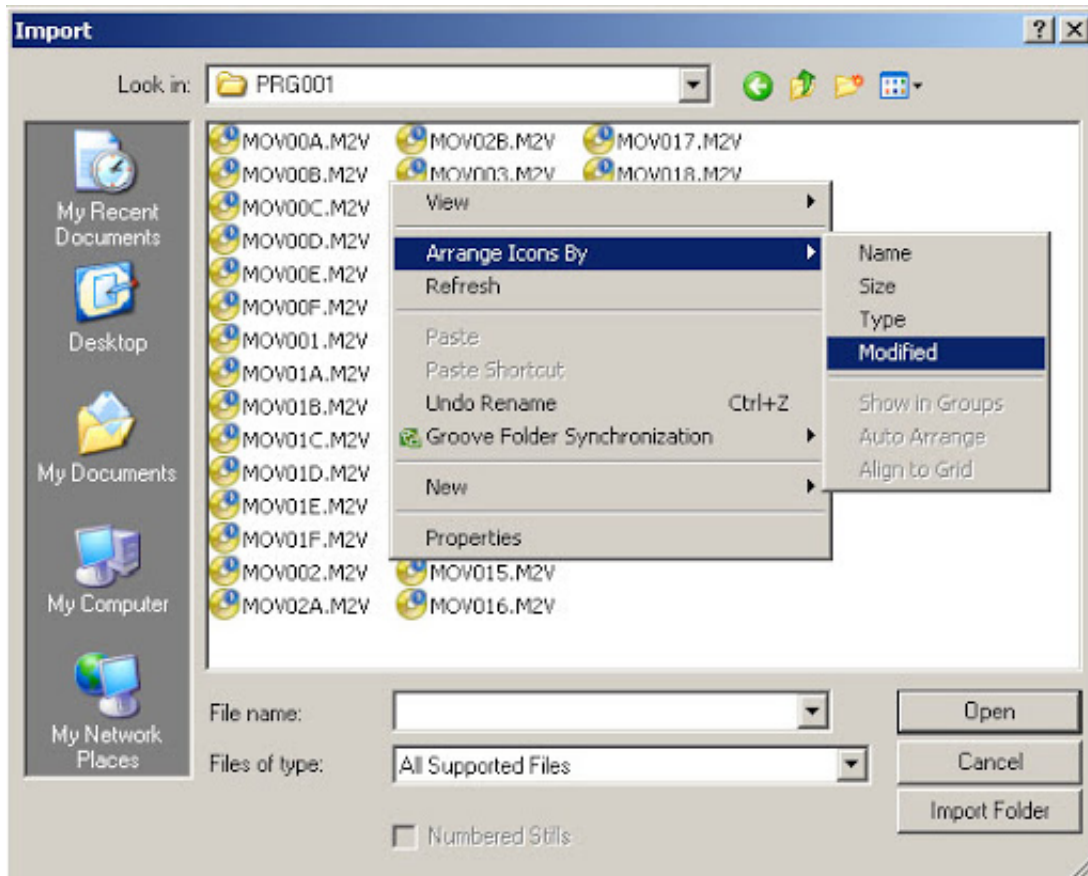 Import
Look in: PRG001
My Recent Documents
Desktop
My Documents
My Computer
My Network Places
MOV00A.M2V
MOV00B.M2V
MOV00C.M2V
MOV00D.M2V
MOV00E.M2V
MOV00F.M2V
MOV001.M2V
MOV01A.M2V
MOV01B.M2V
MOV01C.M2V
MOV01D.M2V
MOV01E.M2V
MOV01F.M2V
MOV002.M2V
MOV02A.M2V
MOV02B.M2V
MOV003.M2V
MOV015.M2V
MOV016.M2V
MOV017.M2V
MOV018.M2V
View
Arrange Icons By
Refresh
Paste
Paste Shortcut
Undo Rename Ctrl+Z
Groove Folder Synchronization
New
Properties
Name
Size
Type
Modified
Show in Groups
Auto Arrange
Align to Grid
File name:
Open
Files of type: All Supported Files
Cancel
Import Folder
Numbered Stills